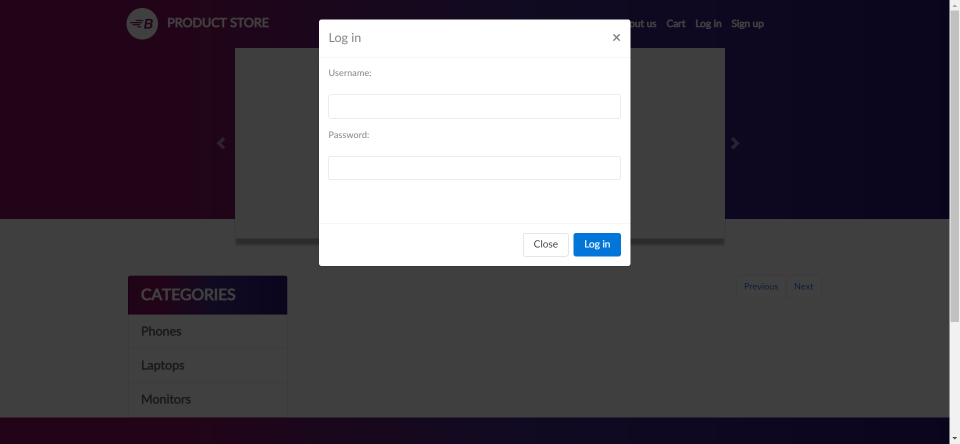 B PRODUCT STORE
out us Cart Log in Sign up
Log in ×
Username:
Password:
Close Log in
CATEGORIES
Previous Next
Phones
Laptops
Monitors